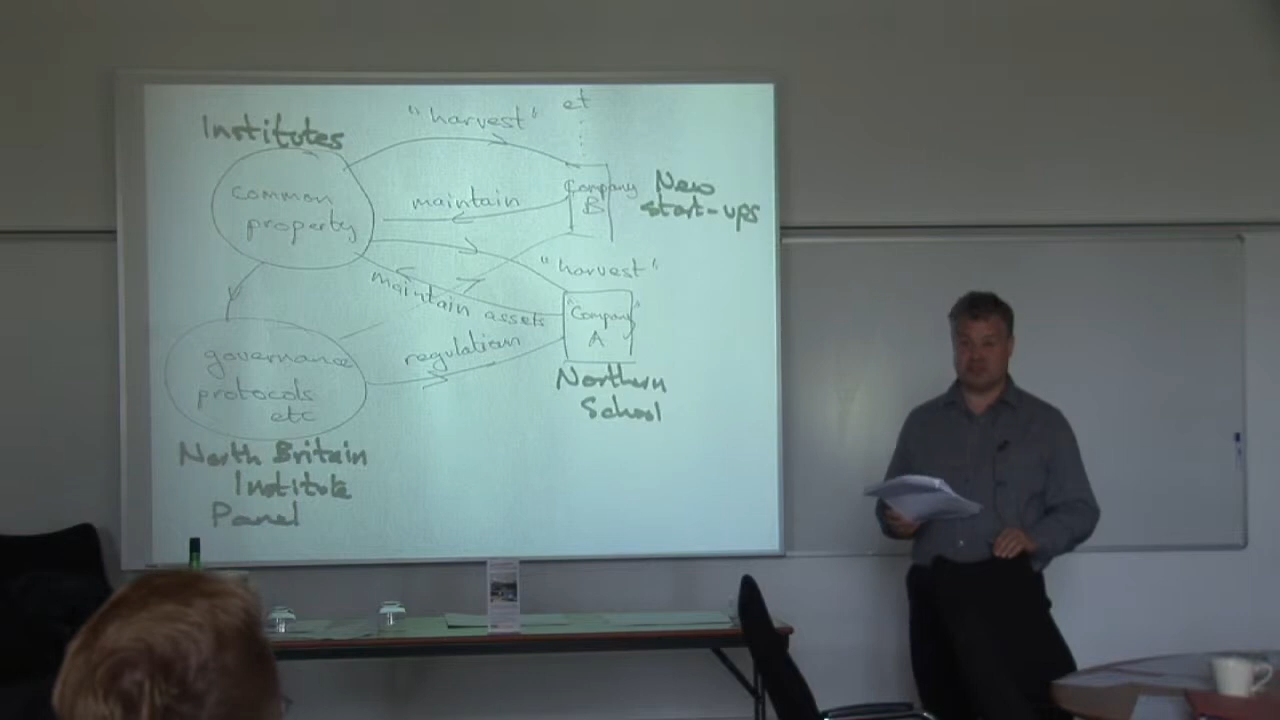 Institutes
"harvest"
et
common
property
maintain
Company
B
New
start-ups
"harvest"
maintain assets
"Company"
A
regulation
governance
protocols
etc
Northern
School
North Britain
Institute
Panel